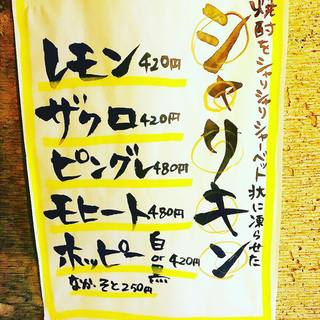 焼酎をシャリシャリシャーベット状に凍らせた
シャリキン
レモン 420円
ザクロ 420円
ピングレ 480円
モヒート 480円
ホッピー 白or黒 420円
なか・そと250円